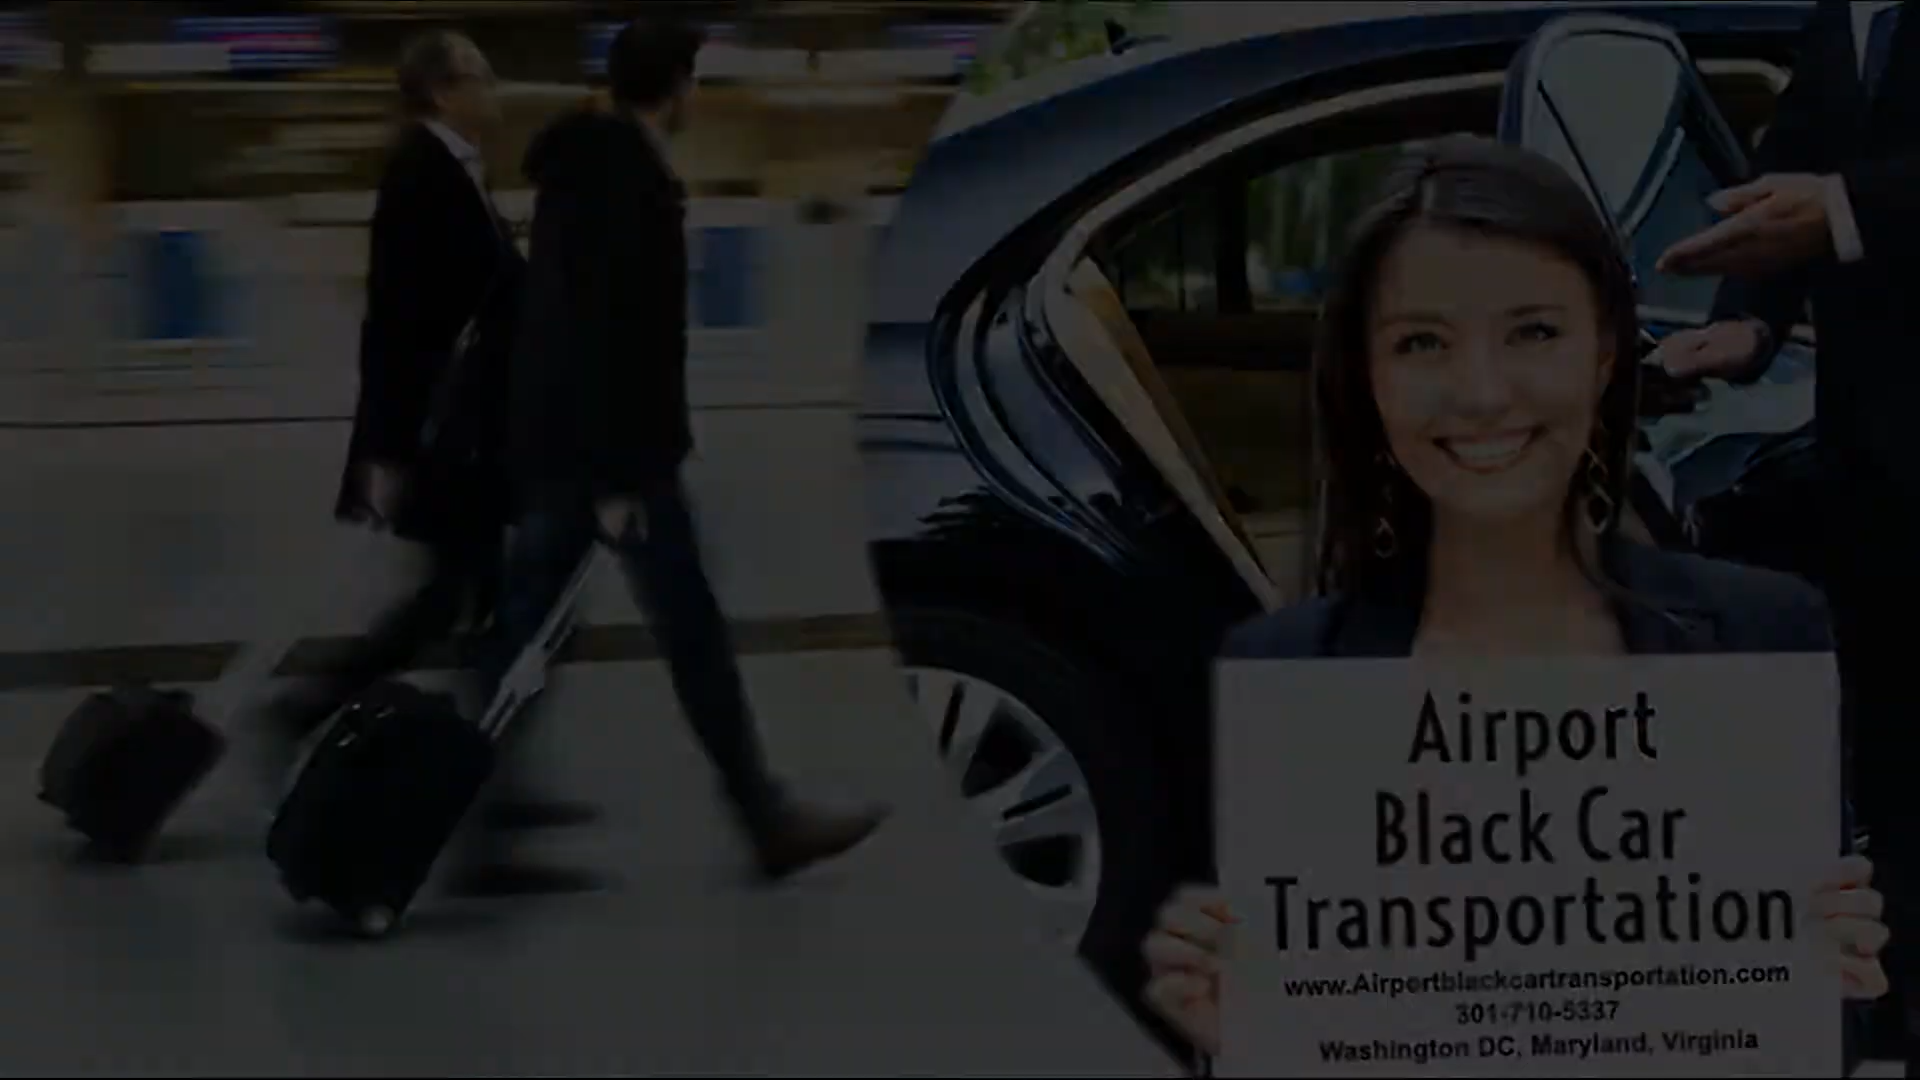 Airport
Black Car
Transportation
www.Airportblackcartransportation.com
301-710-5337
Washington DC, Maryland, Virginia